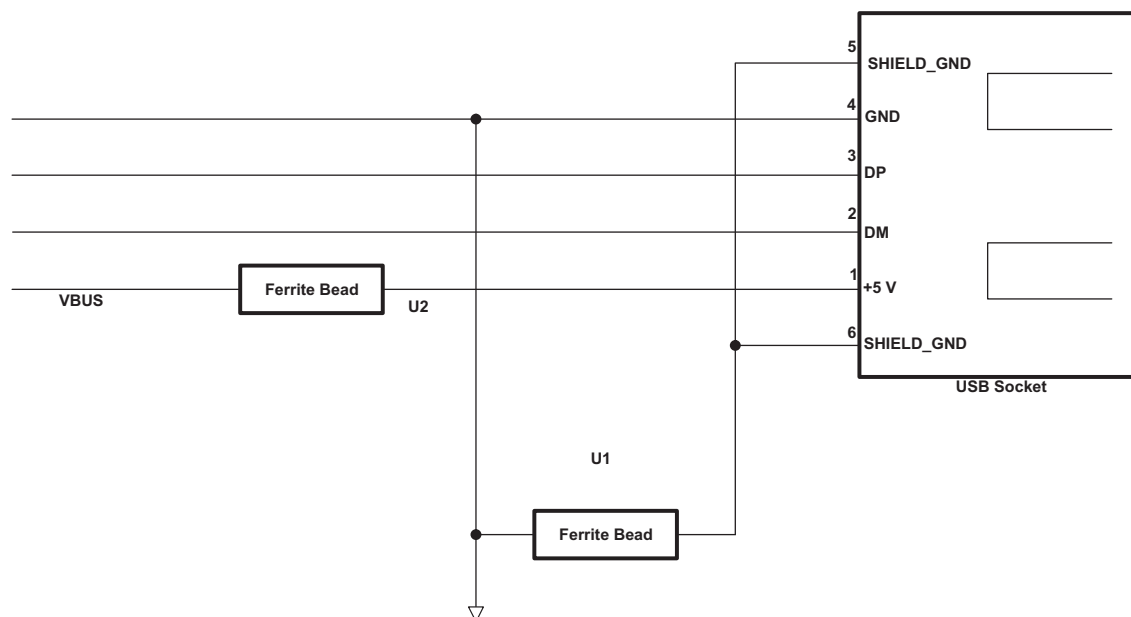 5
SHIELD_GND
4
GND
3
DP
2
DM
1
+5 V
Ferrite Bead
VBUS
U2
6
SHIELD_GND
USB Socket
U1
Ferrite Bead